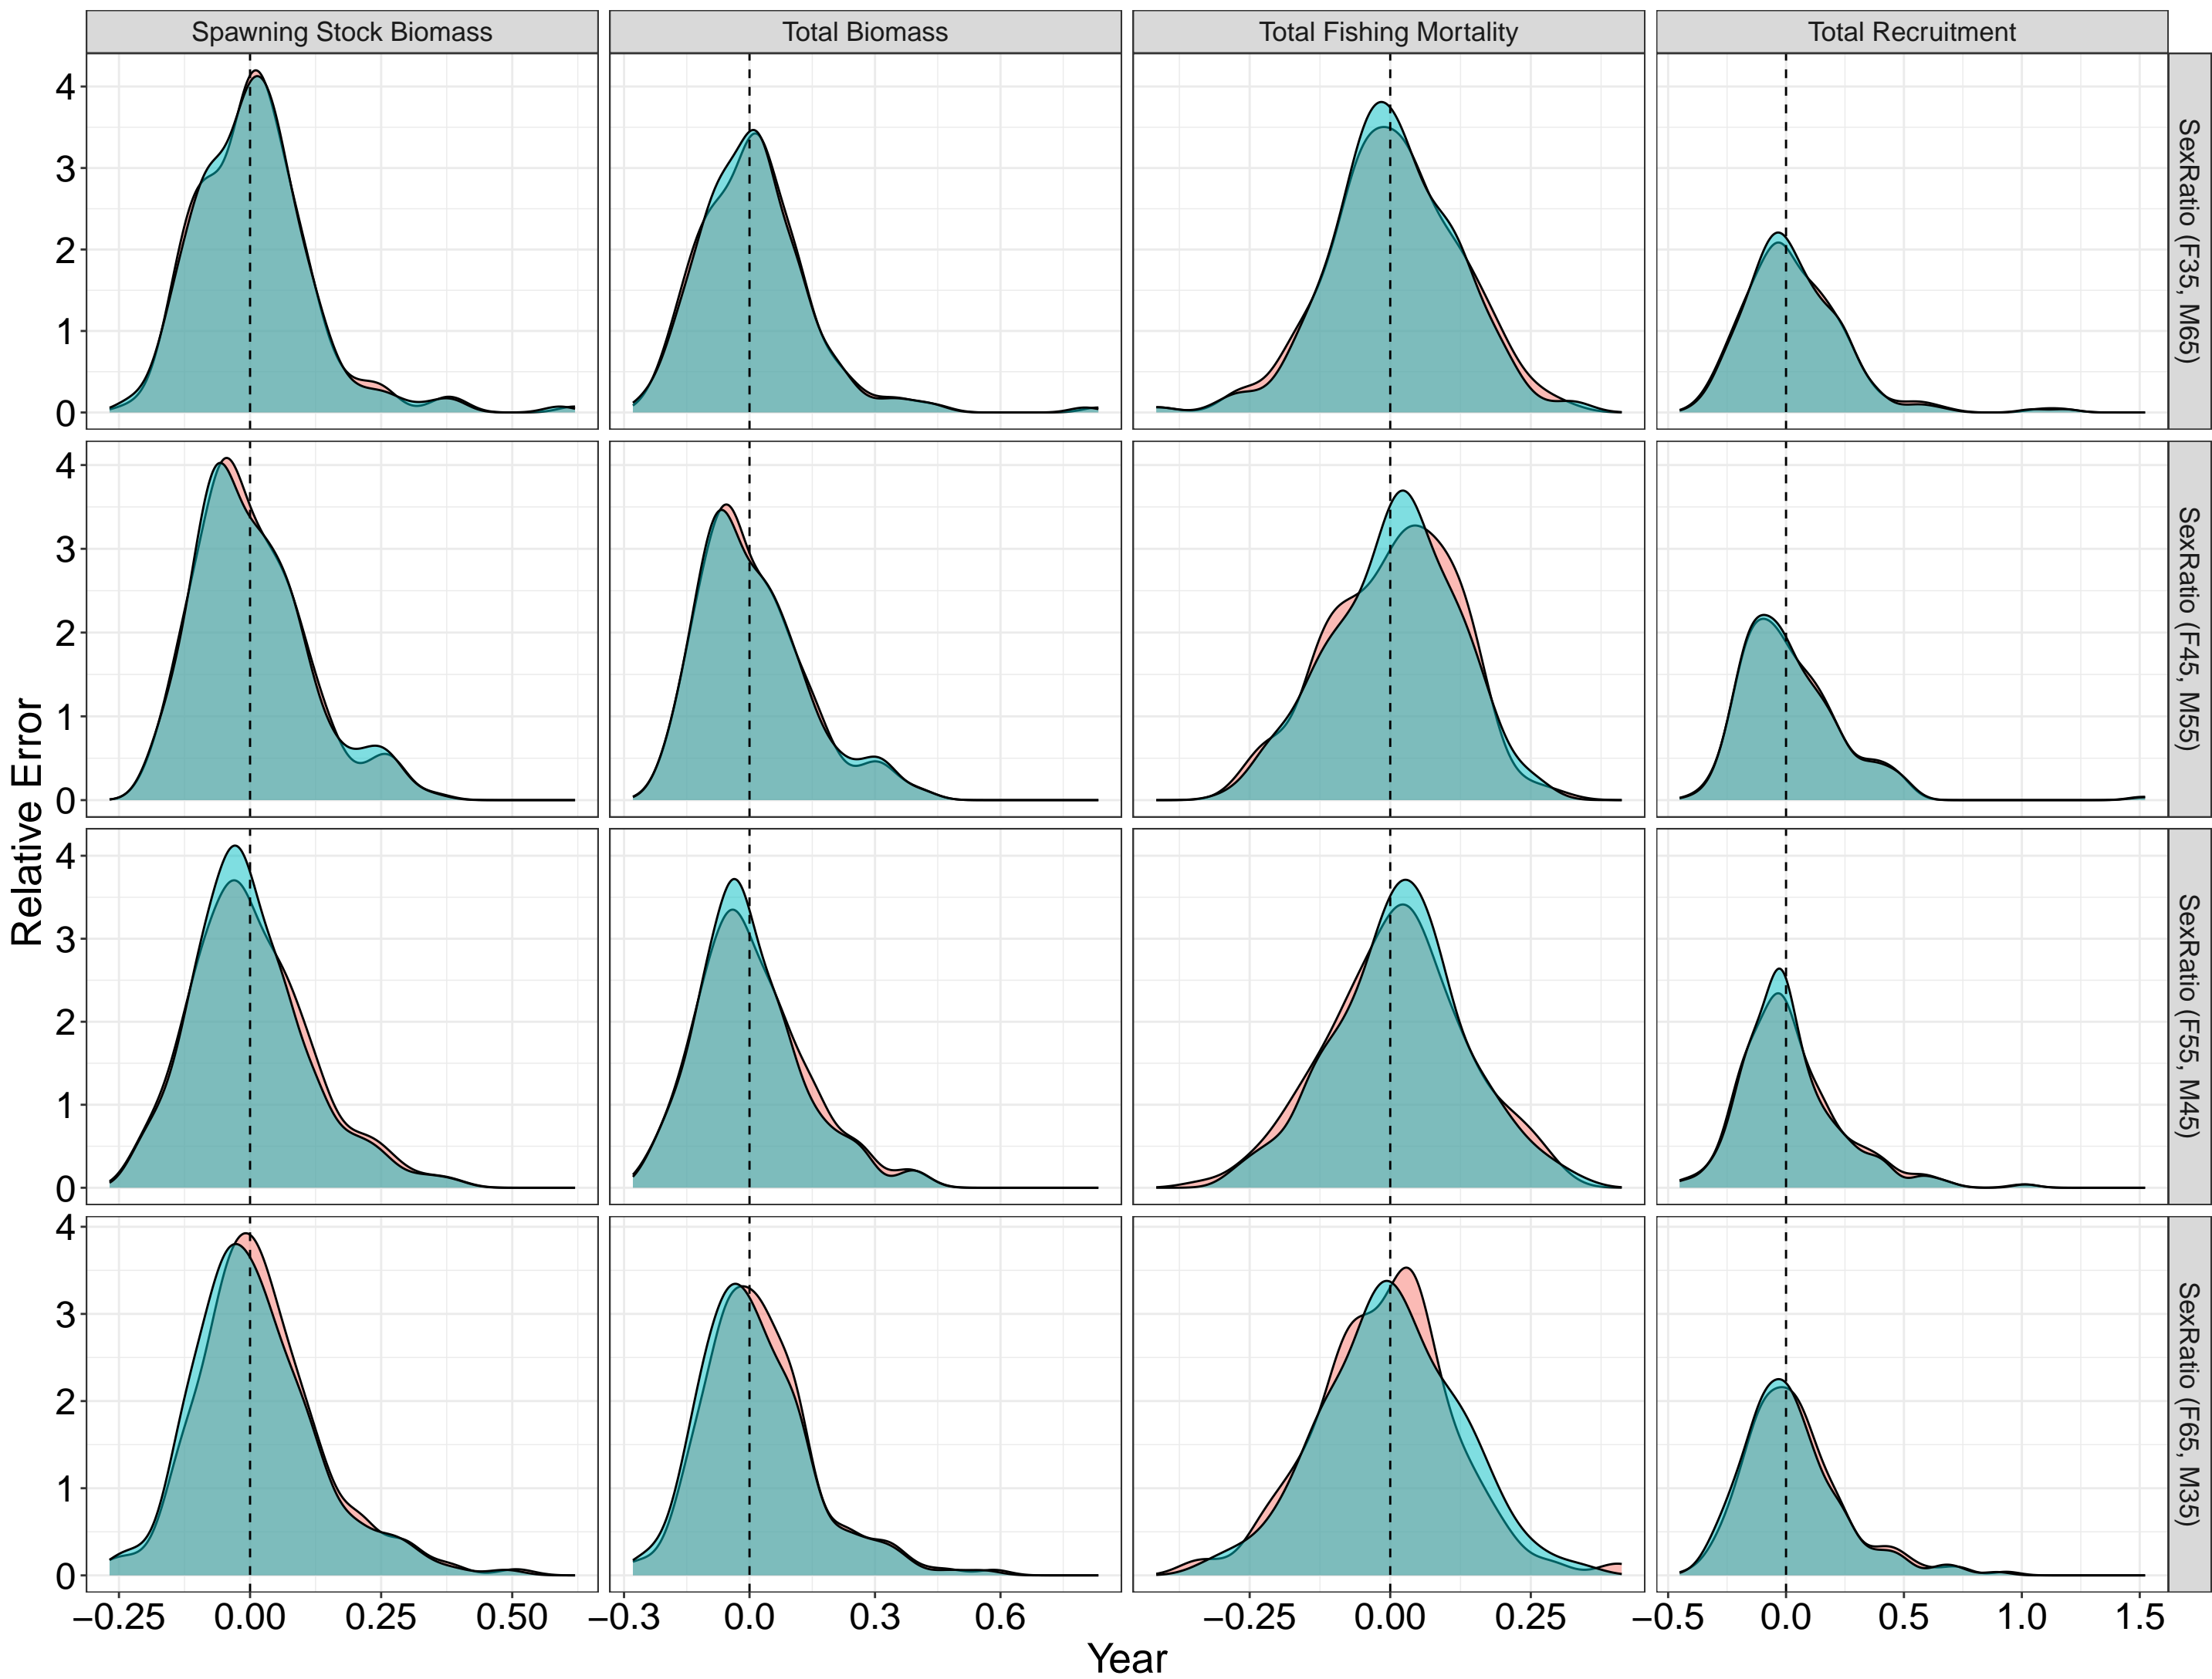 Spawning Stock Biomass
Total Biomass
Total Fishing Mortality
Total Recruitment
4
3
2
1
0
SexRatio (F35, M65)
4
3
2
1
0
SexRatio (F45, M55)
Relative Error
4
3
2
1
0
SexRatio (F55, M45)
4
3
2
1
0
SexRatio (F65, M35)
−0.25 0.00 0.25 0.50
−0.3 0.0 0.3 0.6
−0.25 0.00 0.25
−0.5 0.0 0.5 1.0 1.5
Year